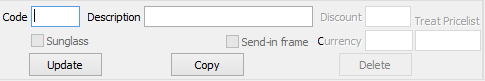 Code Description Discount Treat Pricelist
Sunglass Send-in frame Currency
Update Copy Delete